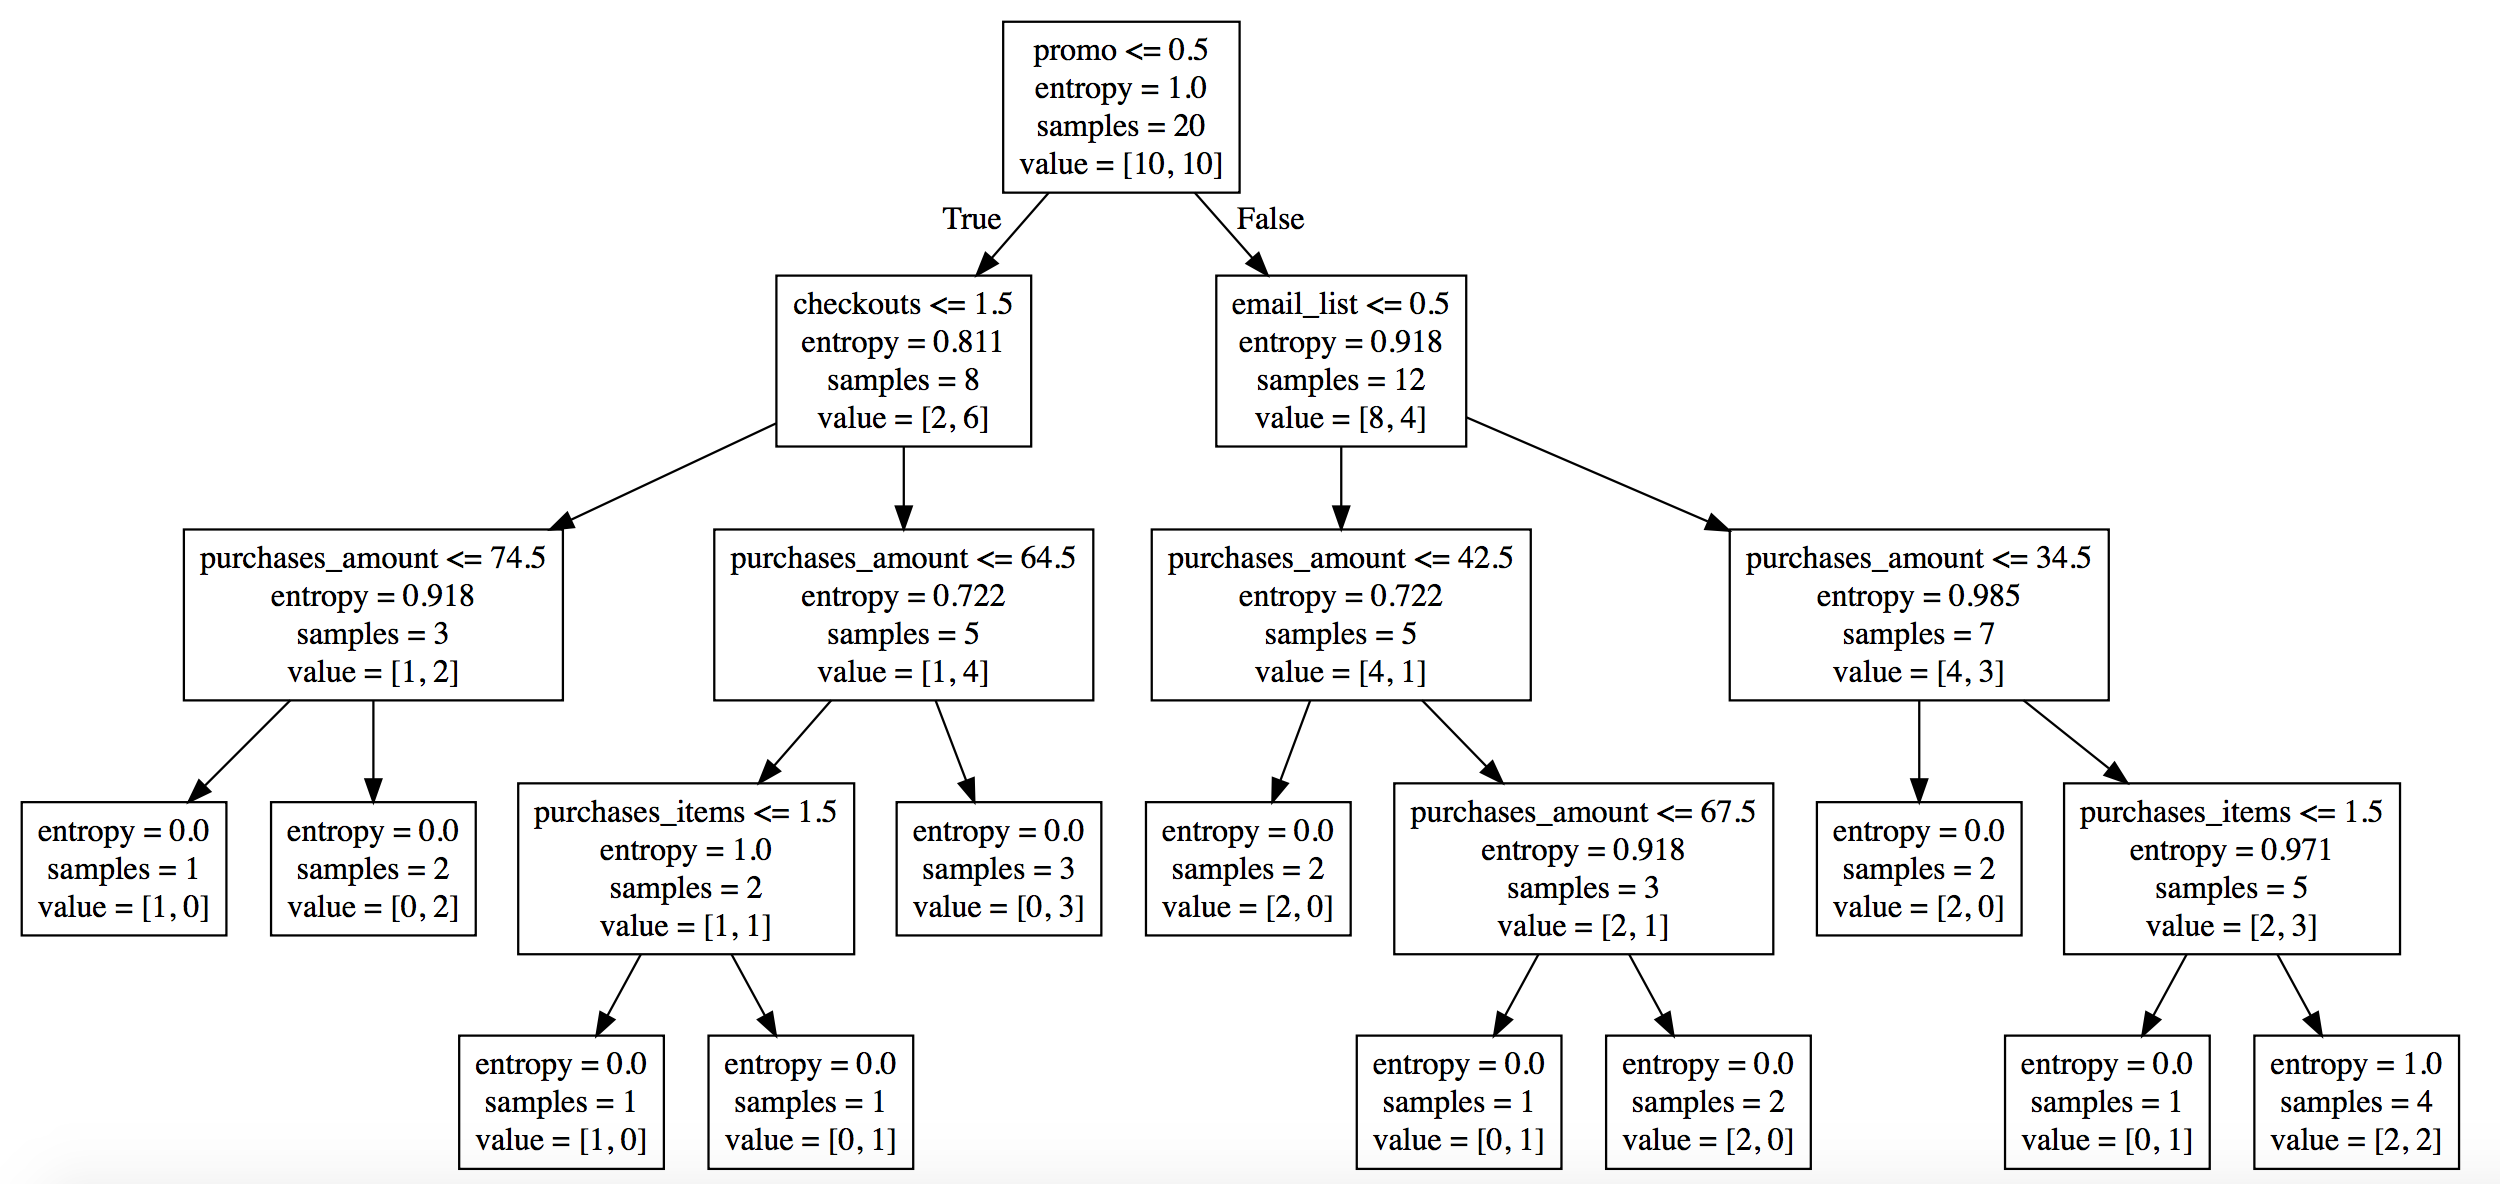 promo <= 0.5
entropy = 1.0
samples = 20
value = [10, 10]
True
False
checkouts <= 1.5
entropy = 0.811
samples = 8
value = [2, 6]
email_list <= 0.5
entropy = 0.918
samples = 12
value = [8, 4]
purchases_amount <= 74.5
entropy = 0.918
samples = 3
value = [1, 2]
purchases_amount <= 64.5
entropy = 0.722
samples = 5
value = [1, 4]
purchases_amount <= 42.5
entropy = 0.722
samples = 5
value = [4, 1]
purchases_amount <= 34.5
entropy = 0.985
samples = 7
value = [4, 3]
entropy = 0.0
samples = 1
value = [1, 0]
entropy = 0.0
samples = 2
value = [0, 2]
purchases_items <= 1.5
entropy = 1.0
samples = 2
value = [1, 1]
entropy = 0.0
samples = 3
value = [0, 3]
entropy = 0.0
samples = 2
value = [2, 0]
purchases_amount <= 67.5
entropy = 0.918
samples = 3
value = [2, 1]
entropy = 0.0
samples = 2
value = [2, 0]
purchases_items <= 1.5
entropy = 0.971
samples = 5
value = [2, 3]
entropy = 0.0
samples = 1
value = [1, 0]
entropy = 0.0
samples = 1
value = [0, 1]
entropy = 0.0
samples = 1
value = [0, 1]
entropy = 0.0
samples = 2
value = [2, 0]
entropy = 0.0
samples = 1
value = [0, 1]
entropy = 1.0
samples = 4
value = [2, 2]